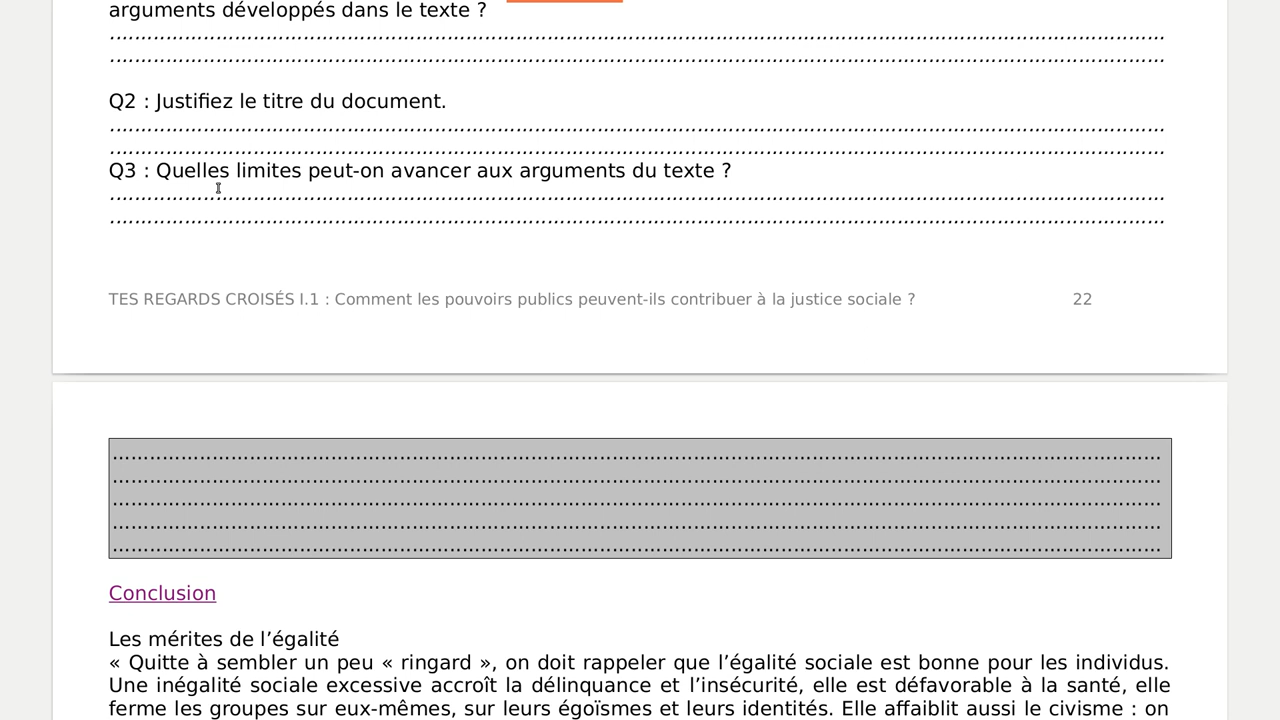 arguments développés dans le texte ?
................................................................................................................................................................
................................................................................................................................................................
Q2 : Justifiez le titre du document.
................................................................................................................................................................
................................................................................................................................................................
Q3 : Quelles limites peut-on avancer aux arguments du texte ?
................................................................................................................................................................
................................................................................................................................................................
TES REGARDS CROISÉS I.1 : Comment les pouvoirs publics peuvent-ils contribuer à la justice sociale ? 22
................................................................................................................................................................
................................................................................................................................................................
................................................................................................................................................................
................................................................................................................................................................
................................................................................................................................................................
Conclusion
Les mérites de l’égalité
« Quitte à sembler un peu « ringard », on doit rappeler que l’égalité sociale est bonne pour les individus.
Une inégalité sociale excessive accroît la délinquance et l’insécurité, elle est défavorable à la santé, elle
ferme les groupes sur eux-mêmes, sur leurs égoïsmes et leurs identités. Elle affaiblit aussi le civisme : on